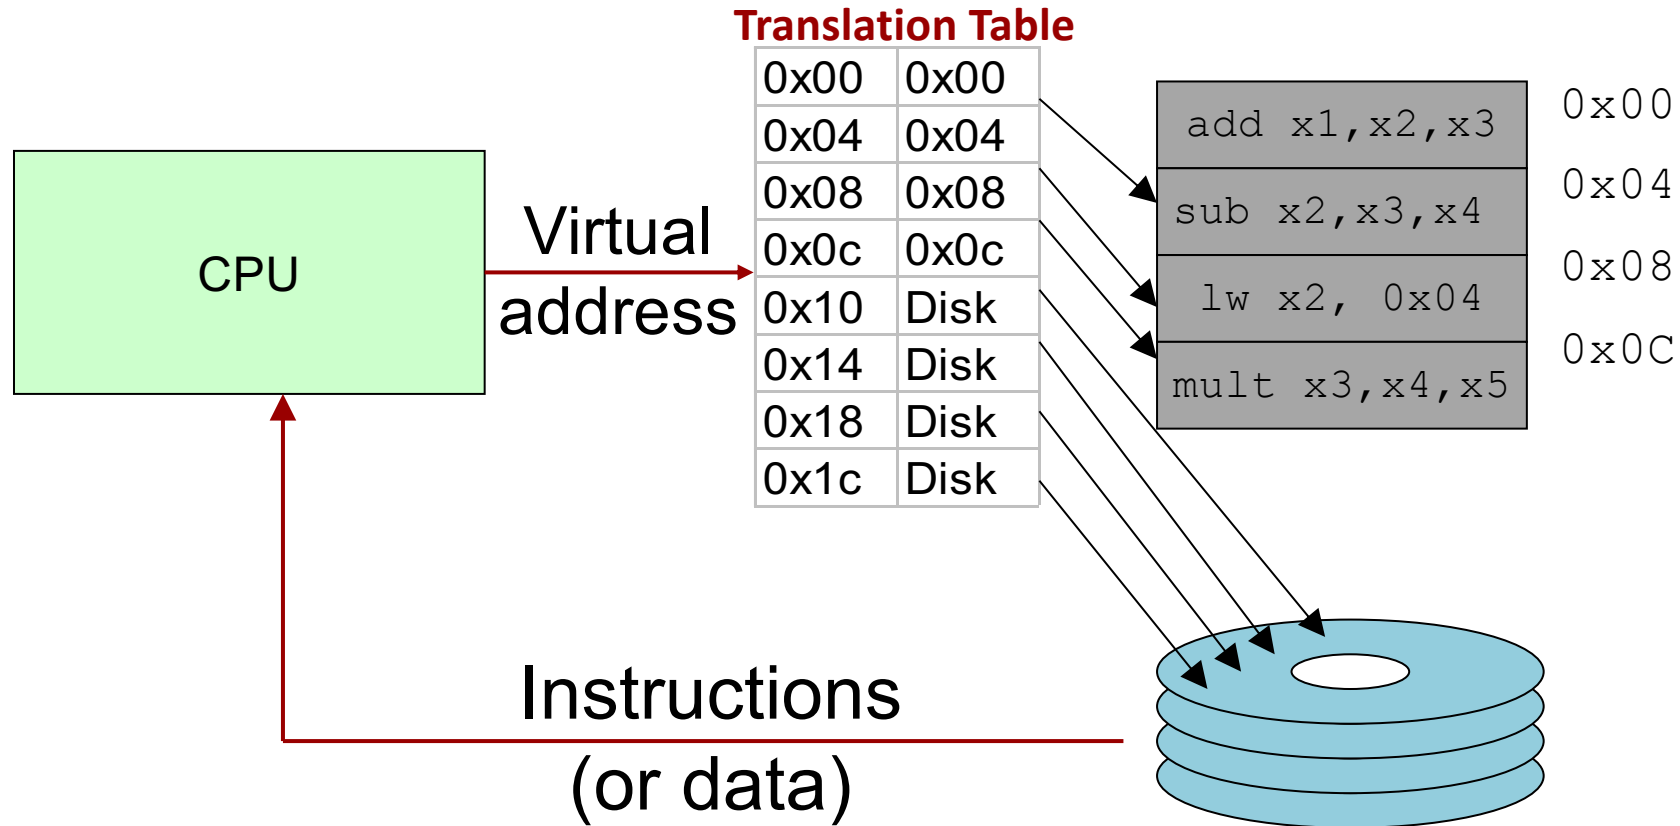 Translation Table
0x00 0x00
0x04 0x04
0x08 0x08
0x0c 0x0c
0x10 Disk
0x14 Disk
0x18 Disk
0x1c Disk
CPU
Virtual
address
add x1,x2,x3
sub x2,x3,x4
lw x2, 0x04
mult x3,x4,x5
0x00
0x04
0x08
0x0C
Instructions
(or data)